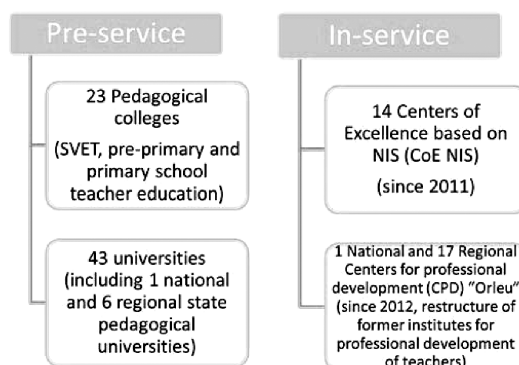 Pre-service
23 Pedagogical
colleges
(SVET, pre-primary and
primary school
teacher education)
43 universities
(including 1 national
and 6 regional state
pedagogical
universities)
In-service
14 Centers of
Excellence based on
NIS (CoE NIS)
(since 2011)
1 National and 17 Regional
Centers for professional
development (CPD) "Orleu"
(since 2012, restructure of
former institutes for
professional development
of teachers)